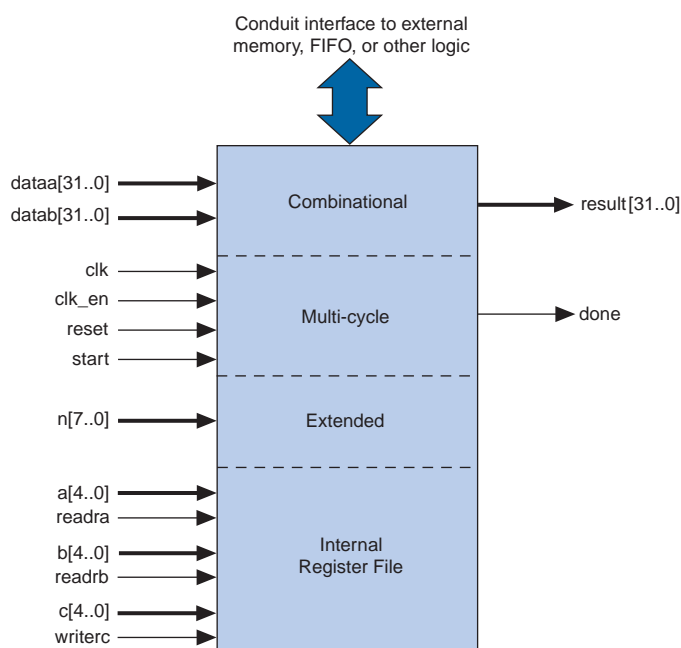 Conduit interface to external
memory, FIFO, or other logic
dataa[31..0]
datab[31..0]
Combinational
result[31..0]
clk
clk_en
reset
start
Multi-cycle
done
n[7..0]
Extended
a[4..0]
readra
b[4..0]
readrb
c[4..0]
writerc
Internal
Register File